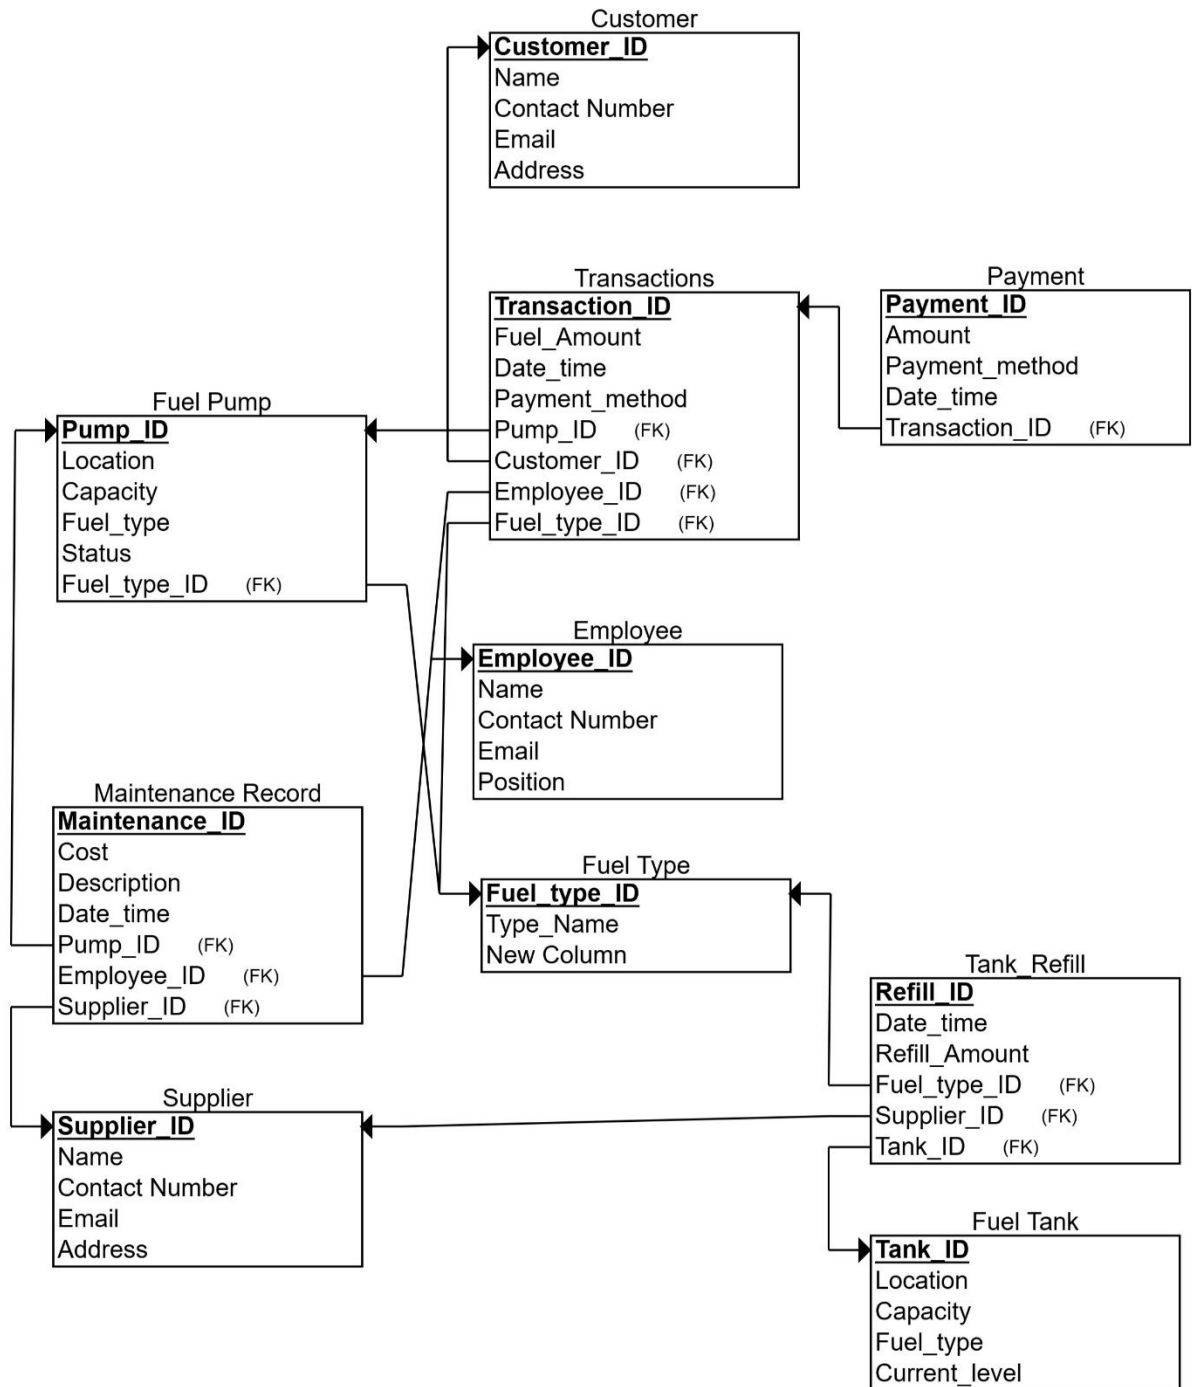 Customer
Customer_ID
Name
Contact Number
Email
Address
Transactions
Transaction_ID
Fuel_Amount
Date_time
Payment_method
Pump_ID (FK)
Customer_ID (FK)
Employee_ID (FK)
Fuel_type_ID (FK)
Payment
Payment_ID
Amount
Payment_method
Date_time
Transaction_ID (FK)
Fuel Pump
Pump_ID
Location
Capacity
Fuel_type
Status
Fuel_type_ID (FK)
Employee
Employee_ID
Name
Contact Number
Email
Position
Maintenance Record
Maintenance_ID
Cost
Description
Date_time
Pump_ID (FK)
Employee_ID (FK)
Supplier_ID (FK)
Fuel Type
Fuel_type_ID
Type_Name
New Column
Tank_Refill
Refill_ID
Date_time
Refill_Amount
Fuel_type_ID (FK)
Supplier_ID (FK)
Tank_ID (FK)
Supplier
Supplier_ID
Name
Contact Number
Email
Address
Fuel Tank
Tank_ID
Location
Capacity
Fuel_type
Current_level